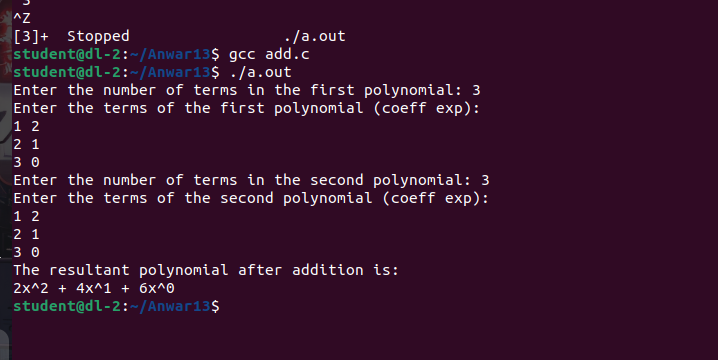 ^Z
[3]+  Stopped                 ./a.out
student@dl-2:~/Anwar13$ gcc add.c
student@dl-2:~/Anwar13$ ./a.out
Enter the number of terms in the first polynomial: 3
Enter the terms of the first polynomial (coeff exp):
1 2
2 1
3 0
Enter the number of terms in the second polynomial: 3
Enter the terms of the second polynomial (coeff exp):
1 2
2 1
3 0
The resultant polynomial after addition is:
2x^2 + 4x^1 + 6x^0
student@dl-2:~/Anwar13$